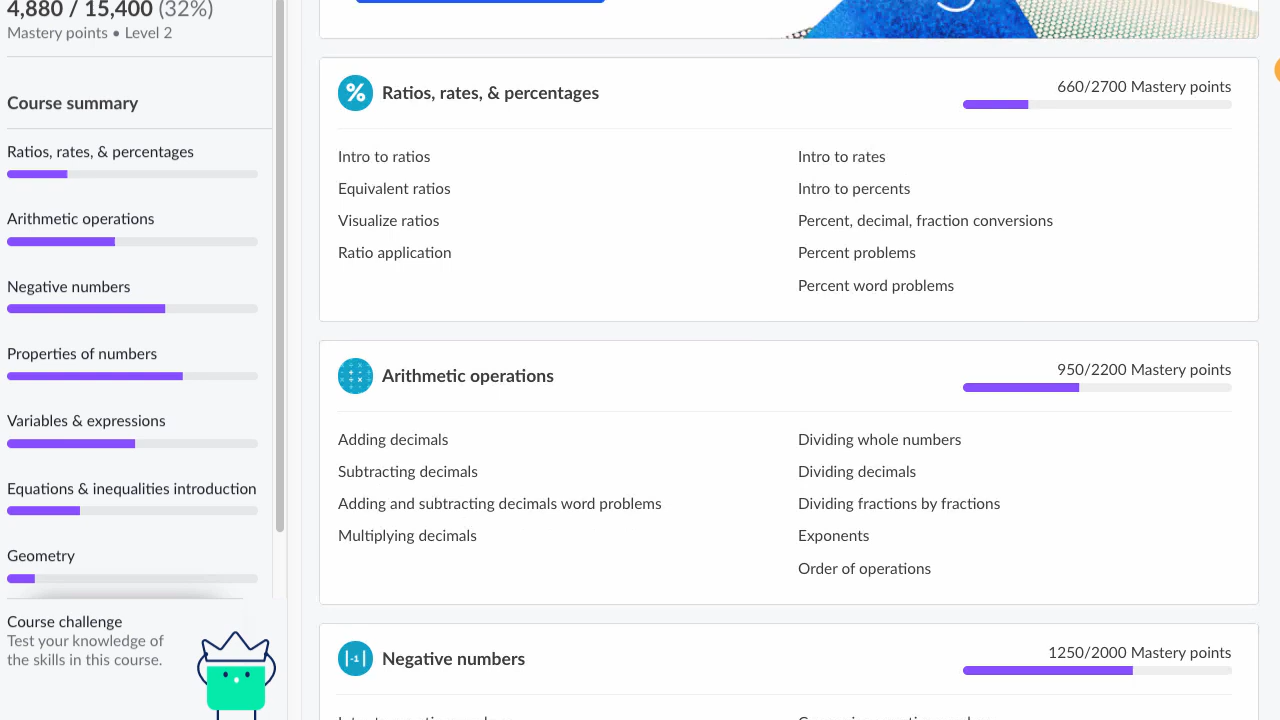 4,880 / 15,400 (32%)
Mastery points • Level 2
Course summary
Ratios, rates, & percentages
Arithmetic operations
Negative numbers
Properties of numbers
Variables & expressions
Equations & inequalities introduction
Geometry
Course challenge
Test your knowledge of
the skills in this course.
%
Ratios, rates, & percentages
660/2700 Mastery points
Intro to ratios
Equivalent ratios
Visualize ratios
Ratio application
Intro to rates
Intro to percents
Percent, decimal, fraction conversions
Percent problems
Percent word problems
Arithmetic operations
950/2200 Mastery points
Adding decimals
Subtracting decimals
Adding and subtracting decimals word problems
Multiplying decimals
Dividing whole numbers
Dividing decimals
Dividing fractions by fractions
Exponents
Order of operations
|-1|
Negative numbers
1250/2000 Mastery points